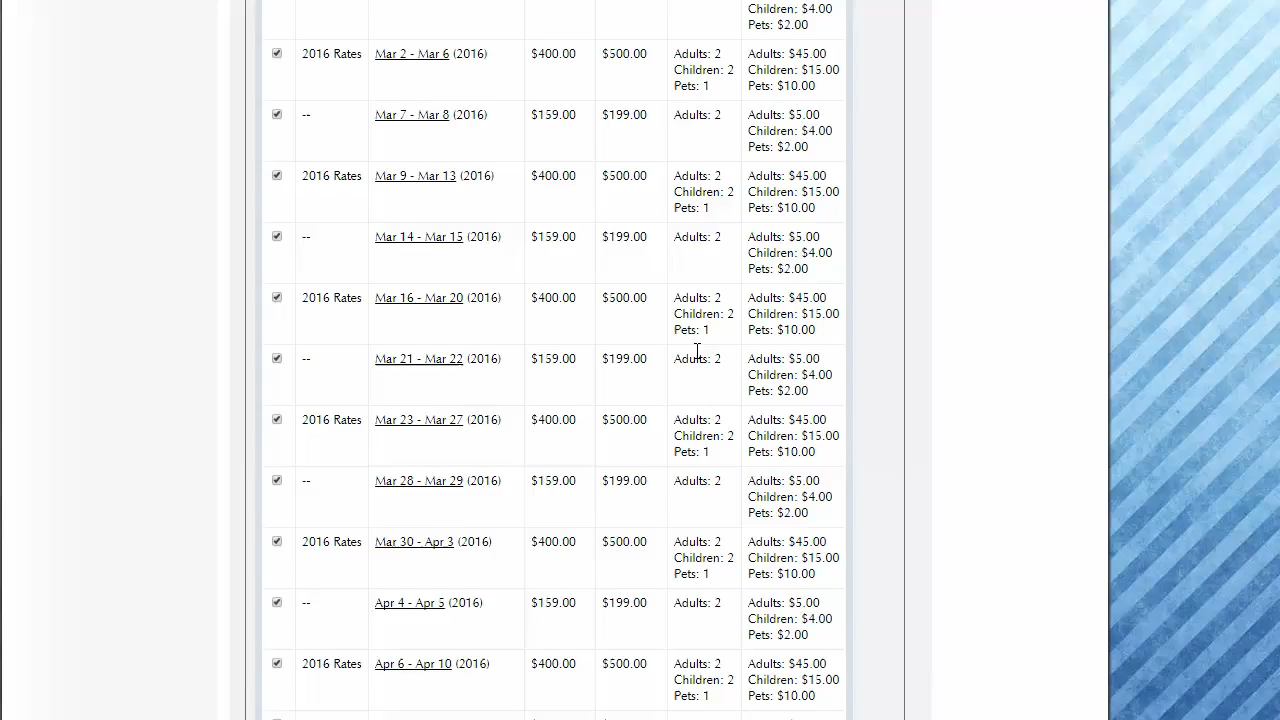 Children: $4.00
Pets: $2.00
2016 Rates Mar 2 - Mar 6 (2016) $400.00 $500.00 Adults: 2 Adults: $45.00
Children: 2 Children: $15.00
Pets: 1 Pets: $10.00
-- Mar 7 - Mar 8 (2016) $159.00 $199.00 Adults: 2 Adults: $5.00
Children: $4.00
Pets: $2.00
2016 Rates Mar 9 - Mar 13 (2016) $400.00 $500.00 Adults: 2 Adults: $45.00
Children: 2 Children: $15.00
Pets: 1 Pets: $10.00
-- Mar 14 - Mar 15 (2016) $159.00 $199.00 Adults: 2 Adults: $5.00
Children: $4.00
Pets: $2.00
2016 Rates Mar 16 - Mar 20 (2016) $400.00 $500.00 Adults: 2 Adults: $45.00
Children: 2 Children: $15.00
Pets: 1 Pets: $10.00
-- Mar 21 - Mar 22 (2016) $159.00 $199.00 Adults: 2 Adults: $5.00
Children: $4.00
Pets: $2.00
2016 Rates Mar 23 - Mar 27 (2016) $400.00 $500.00 Adults: 2 Adults: $45.00
Children: 2 Children: $15.00
Pets: 1 Pets: $10.00
-- Mar 28 - Mar 29 (2016) $159.00 $199.00 Adults: 2 Adults: $5.00
Children: $4.00
Pets: $2.00
2016 Rates Mar 30 - Apr 3 (2016) $400.00 $500.00 Adults: 2 Adults: $45.00
Children: 2 Children: $15.00
Pets: 1 Pets: $10.00
-- Apr 4 - Apr 5 (2016) $159.00 $199.00 Adults: 2 Adults: $5.00
Children: $4.00
Pets: $2.00
2016 Rates Apr 6 - Apr 10 (2016) $400.00 $500.00 Adults: 2 Adults: $45.00
Children: 2 Children: $15.00
Pets: 1 Pets: $10.00